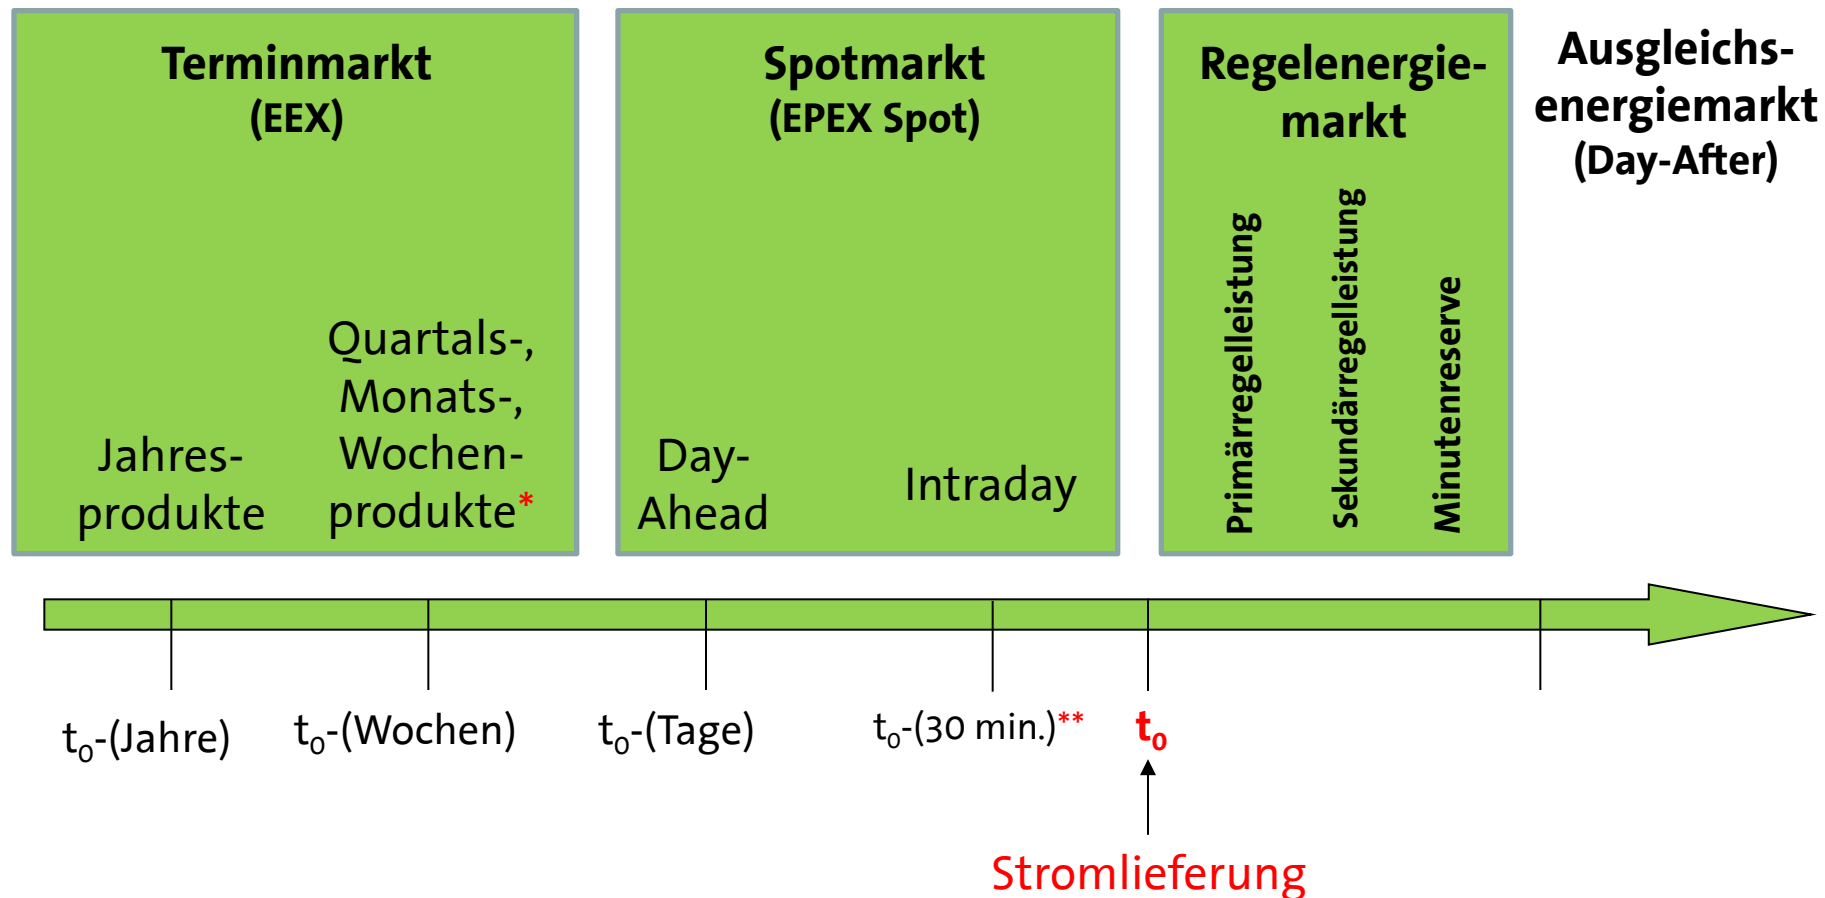 Terminmarkt
(EEX)
Jahres-
produkte
Quartals-,
Monats-,
Wochen-
produkte*
Spotmarkt
(EPEX Spot)
Day-
Ahead
Intraday
Regelenergie-
markt
Primärregelleistung
Sekundärregelleistung
Minutenreserve
Ausgleichs-
energiemarkt
(Day-After)
t₀-(Jahre)
t₀-(Wochen)
t₀-(Tage)
t₀-(30 min.)**
t₀
Stromlieferung